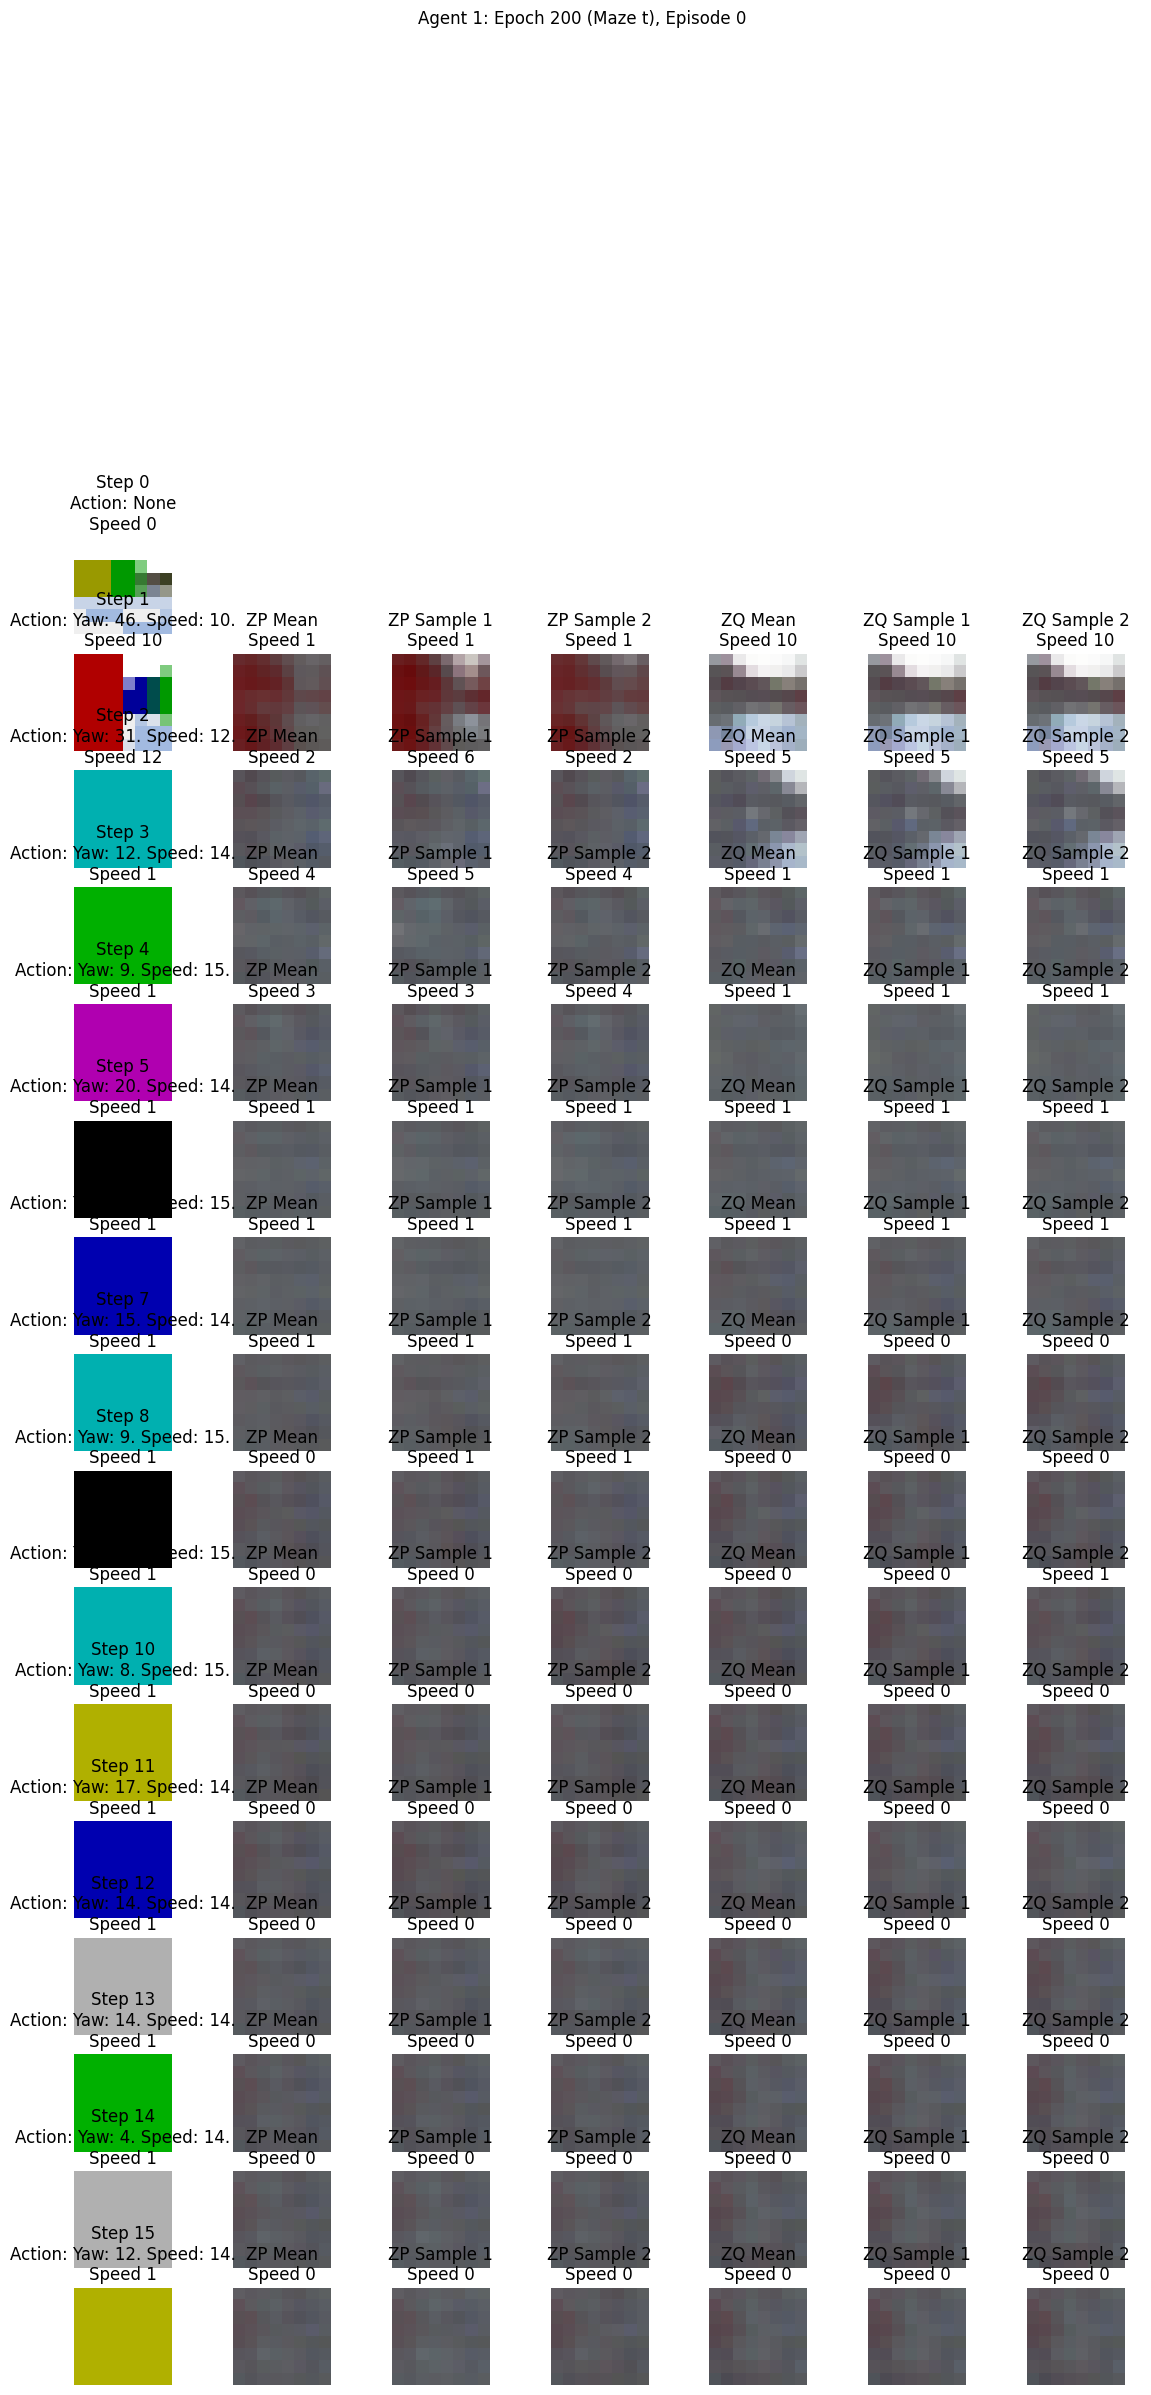 Agent 1: Epoch 200 (Maze t), Episode 0
Step 0
Action: None
Speed 0
Step 1
Action: Yaw: 46. Speed: 10. ZP Mean ZP Sample 1 ZP Sample 2 ZQ Mean ZQ Sample 1 ZQ Sample 2
Speed 10 Speed 1 Speed 1 Speed 1 Speed 10 Speed 10 Speed 10
Step 2
Action: Yaw: 31. Speed: 12. ZP Mean ZP Sample 1 ZP Sample 2 ZQ Mean ZQ Sample 1 ZQ Sample 2
Speed 12 Speed 2 Speed 6 Speed 2 Speed 5 Speed 5 Speed 5
Step 3
Action: Yaw: 12. Speed: 14. ZP Mean ZP Sample 1 ZP Sample 2 ZQ Mean ZQ Sample 1 ZQ Sample 2
Speed 1 Speed 4 Speed 5 Speed 4 Speed 1 Speed 1 Speed 1
Step 4
Action: Yaw: 9. Speed: 15. ZP Mean ZP Sample 1 ZP Sample 2 ZQ Mean ZQ Sample 1 ZQ Sample 2
Speed 1 Speed 3 Speed 3 Speed 4 Speed 1 Speed 1 Speed 1
Step 5
Action: Yaw: 20. Speed: 14. ZP Mean ZP Sample 1 ZP Sample 2 ZQ Mean ZQ Sample 1 ZQ Sample 2
Speed 1 Speed 1 Speed 1 Speed 1 Speed 1 Speed 1 Speed 1
Action: 15. ZP Mean ZP Sample 1 ZP Sample 2 ZQ Mean ZQ Sample 1 ZQ Sample 2
Speed 1 Speed 1 Speed 1 Speed 1 Speed 1 Speed 1 Speed 1
Step 7
Action: Yaw: 15. Speed: 14. ZP Mean ZP Sample 1 ZP Sample 2 ZQ Mean ZQ Sample 1 ZQ Sample 2
Speed 1 Speed 1 Speed 1 Speed 1 Speed 0 Speed 0 Speed 0
Step 8
Action: Yaw: 9. Speed: 15. ZP Mean ZP Sample 1 ZP Sample 2 ZQ Mean ZQ Sample 1 ZQ Sample 2
Speed 1 Speed 0 Speed 1 Speed 1 Speed 0 Speed 0 Speed 0
Action: 15. ZP Mean ZP Sample 1 ZP Sample 2 ZQ Mean ZQ Sample 1 ZQ Sample 2
Speed 1 Speed 0 Speed 0 Speed 0 Speed 0 Speed 0 Speed 1
Step 10
Action: Yaw: 8. Speed: 15. ZP Mean ZP Sample 1 ZP Sample 2 ZQ Mean ZQ Sample 1 ZQ Sample 2
Speed 1 Speed 0 Speed 0 Speed 0 Speed 0 Speed 0 Speed 0
Step 11
Action: Yaw: 17. Speed: 14. ZP Mean ZP Sample 1 ZP Sample 2 ZQ Mean ZQ Sample 1 ZQ Sample 2
Speed 1 Speed 0 Speed 0 Speed 0 Speed 0 Speed 0 Speed 0
Step 12
Action: Yaw: 14. Speed: 14. ZP Mean ZP Sample 1 ZP Sample 2 ZQ Mean ZQ Sample 1 ZQ Sample 2
Speed 1 Speed 0 Speed 0 Speed 0 Speed 0 Speed 0 Speed 0
Step 13
Action: Yaw: 14. Speed: 14. ZP Mean ZP Sample 1 ZP Sample 2 ZQ Mean ZQ Sample 1 ZQ Sample 2
Speed 1 Speed 0 Speed 0 Speed 0 Speed 0 Speed 0 Speed 0
Step 14
Action: Yaw: 4. Speed: 14. ZP Mean ZP Sample 1 ZP Sample 2 ZQ Mean ZQ Sample 1 ZQ Sample 2
Speed 1 Speed 0 Speed 0 Speed 0 Speed 0 Speed 0 Speed 0
Step 15
Action: Yaw: 12. Speed: 14. ZP Mean ZP Sample 1 ZP Sample 2 ZQ Mean ZQ Sample 1 ZQ Sample 2
Speed 1 Speed 0 Speed 0 Speed 0 Speed 0 Speed 0 Speed 0